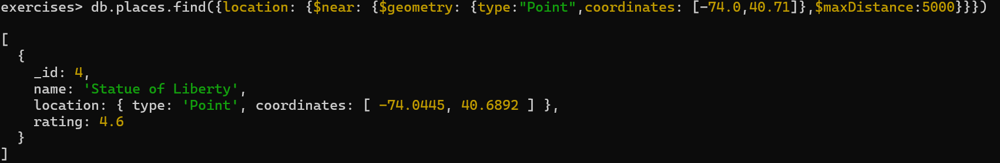 exercises> db.places.find({location: {$near: {$geometry: {type:"Point",coordinates: [-74.0,40.71]},$maxDistance:5000}}})
[
  {
    _id: 4,
    name: 'Statue of Liberty',
    location: { type: 'Point', coordinates: [ -74.0445, 40.6892 ] },
    rating: 4.6
  }
]